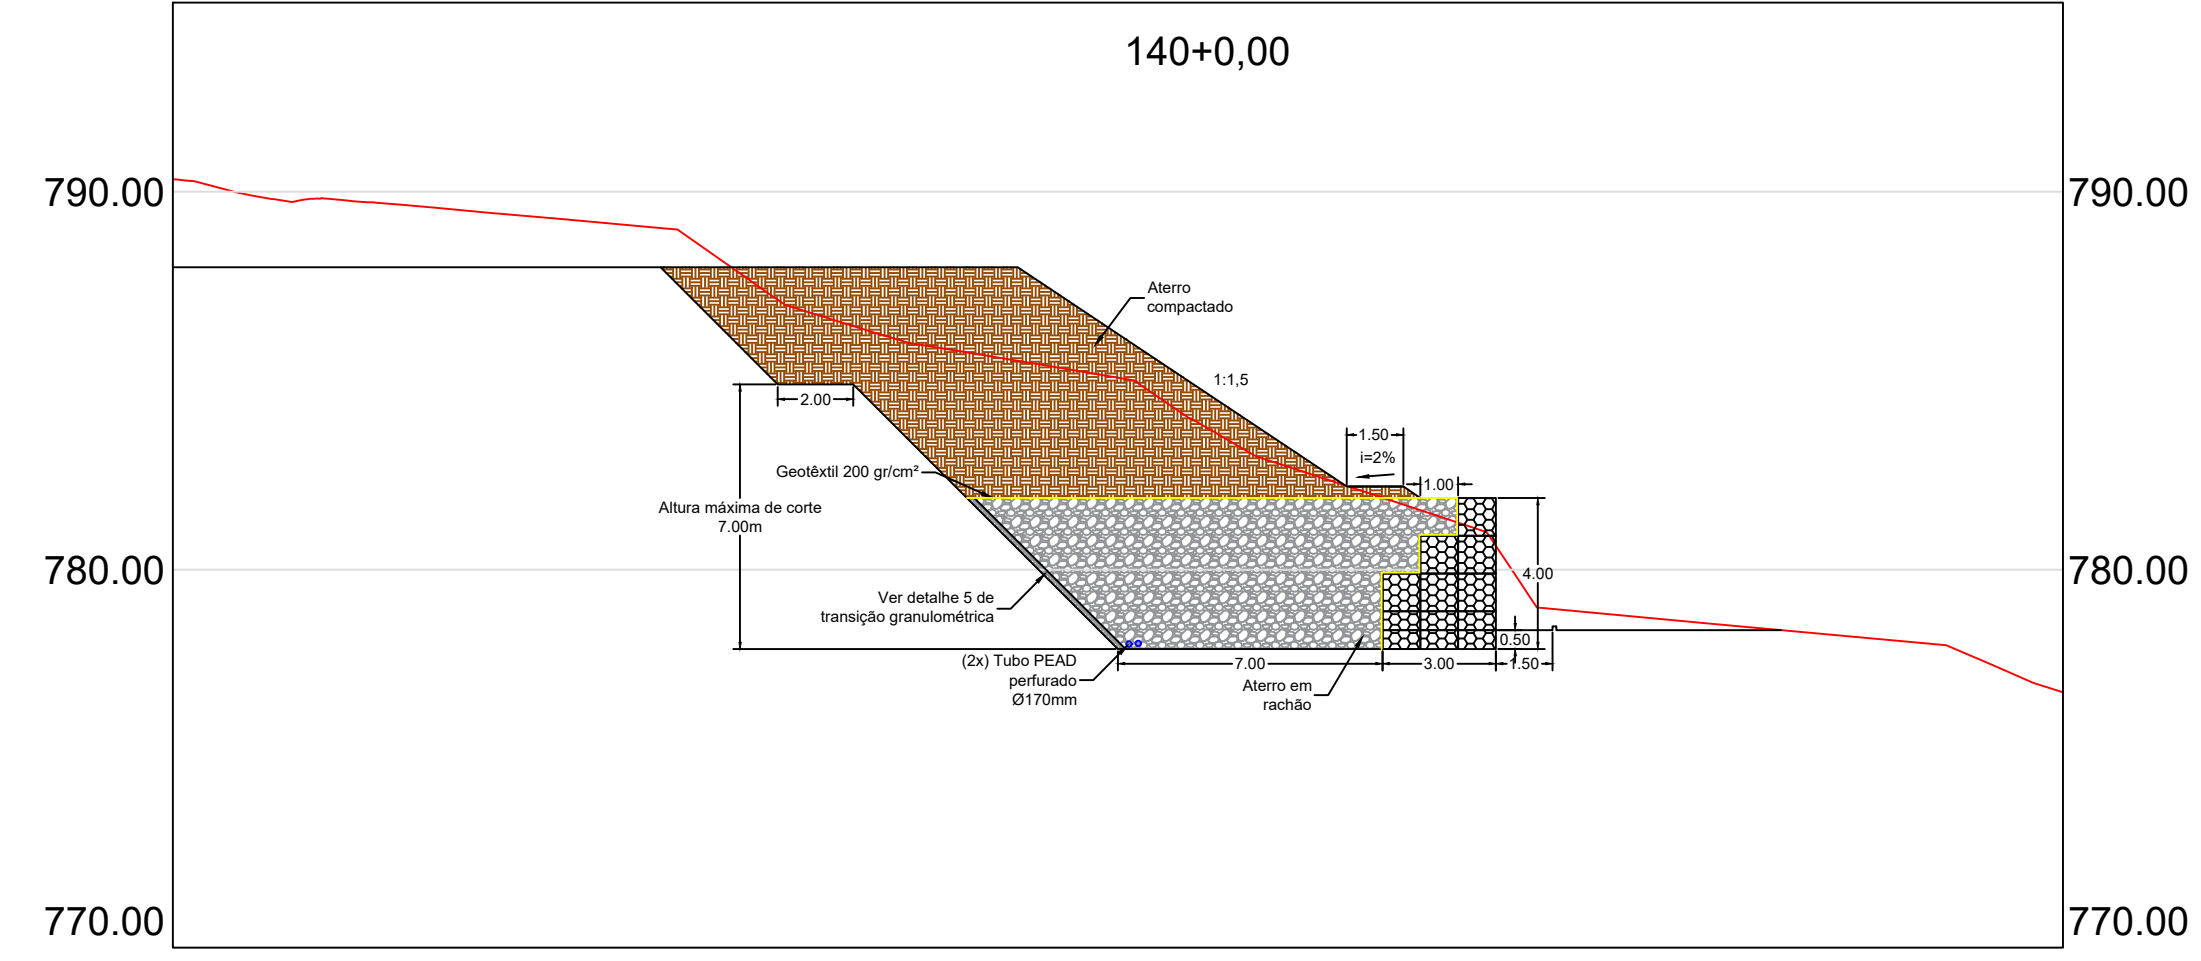 140+0,00
790.00
790.00
Aterro
compactado
1:1,5
2.00
1.50
i=2%
Geotêxtil 200 gr/cm²
1.00
Altura máxima de corte
7.00m
780.00
780.00
4.00
Ver detalhe 5 de
transição granulométrica
0.50
(2x) Tubo PEAD
perfurado
Ø170mm
7.00
3.00
1.50
Aterro em
rachão
770.00
770.00